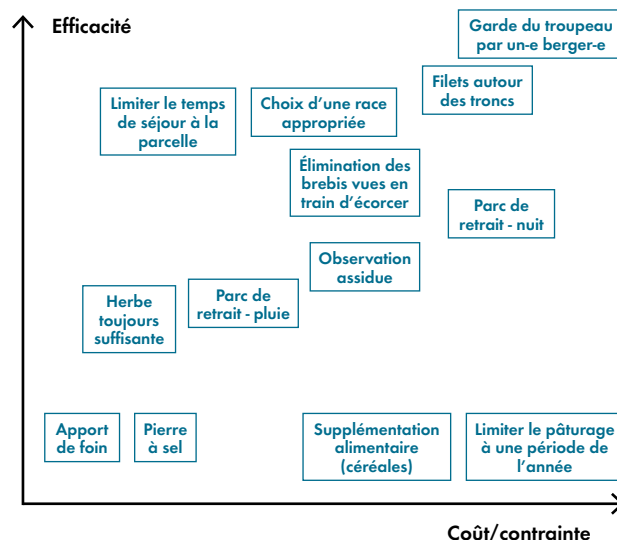 Efficacité
Garde du troupeau
par un-e berger-e
Filets autour
des troncs
Limiter le temps
de séjour à la
parcelle
Choix d'une race
appropriée
Élimination des
brebis vues en
train d'écorcer
Parc de
retrait - nuit
Observation
assidue
Herbe
toujours
suffisante
Parc de
retrait - pluie
Apport
de foin
Pierre
à sel
Supplémentation
alimentaire
(céréales)
Limiter le pâturage
à une période de
l'année
Coût/contrainte